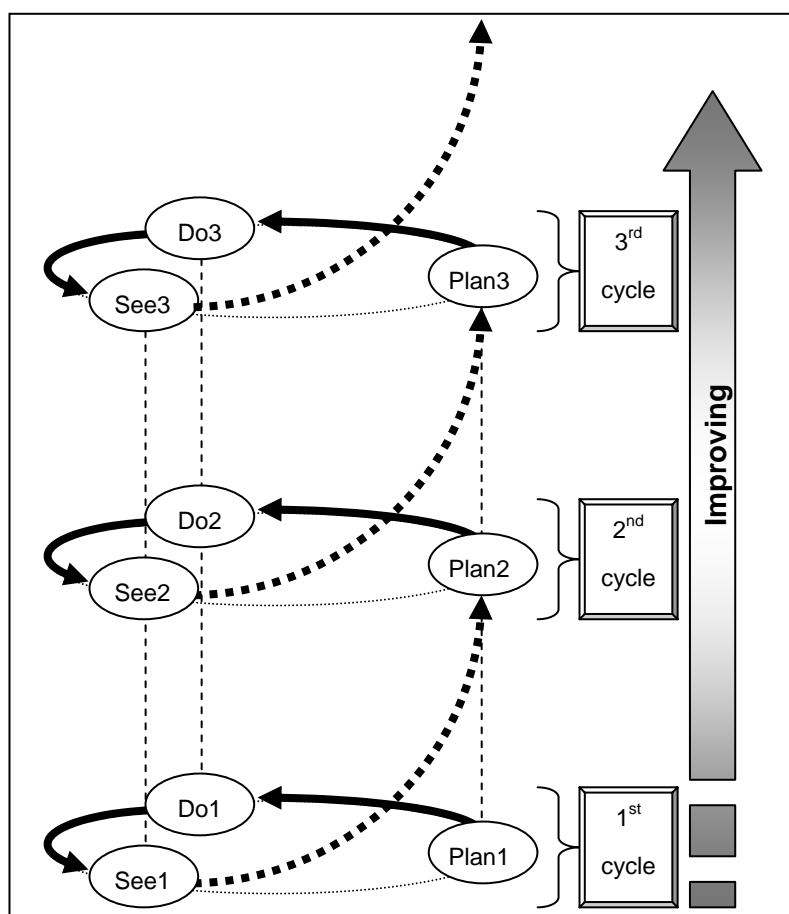 Do3
See3
Plan3
3rd
cycle
Improving
Do2
See2
Plan2
2nd
cycle
Do1
See1
Plan1
1st
cycle